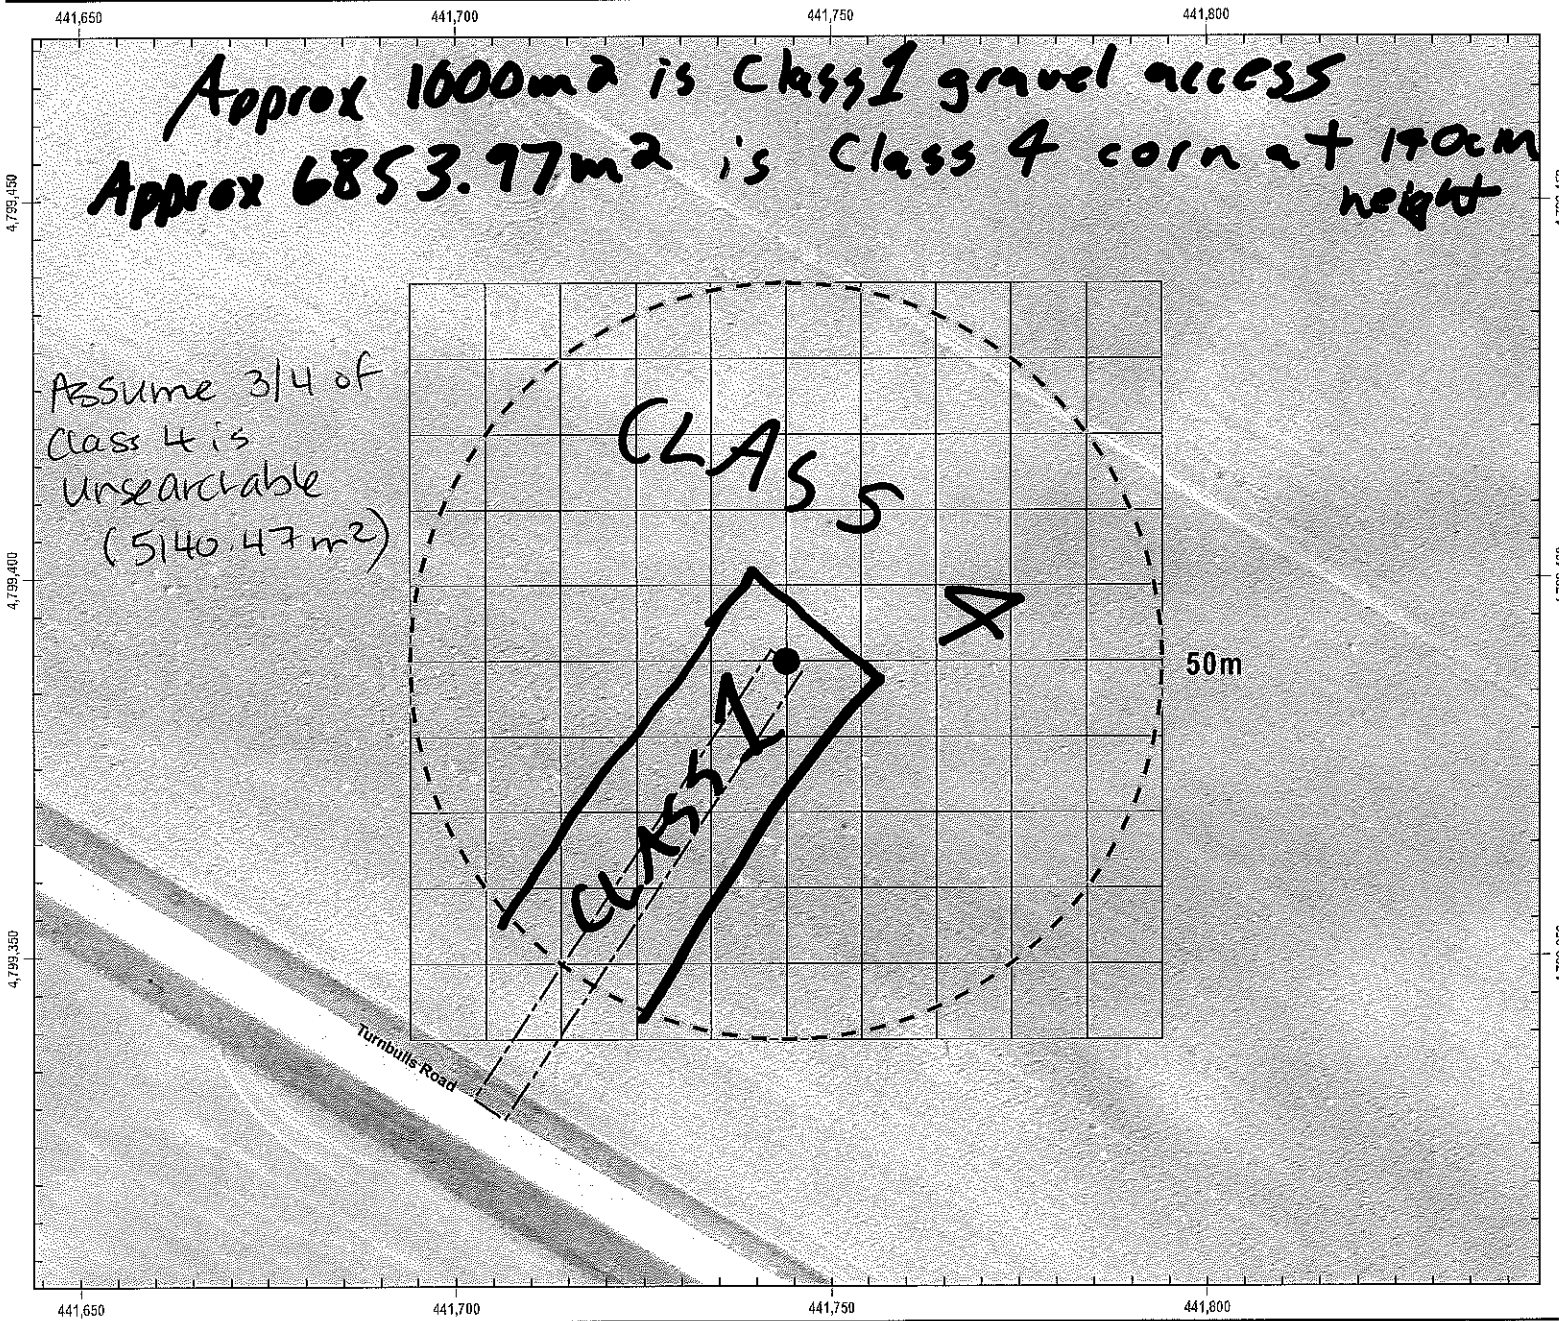 441,650 441,700 441,750 441,800
Approx 1000m2 is Class 1 gravel access
Approx 6853.97m2 is Class 4 corn at 140cm
height
4,799,450
Assume 3/4 of
Class 4 is
unsearchable
(5140.47m2)
CLASS 4
4,799,400
50m
CLASS 1
4,799,350
Turnbulls Road
441,650 441,700 441,750 441,800